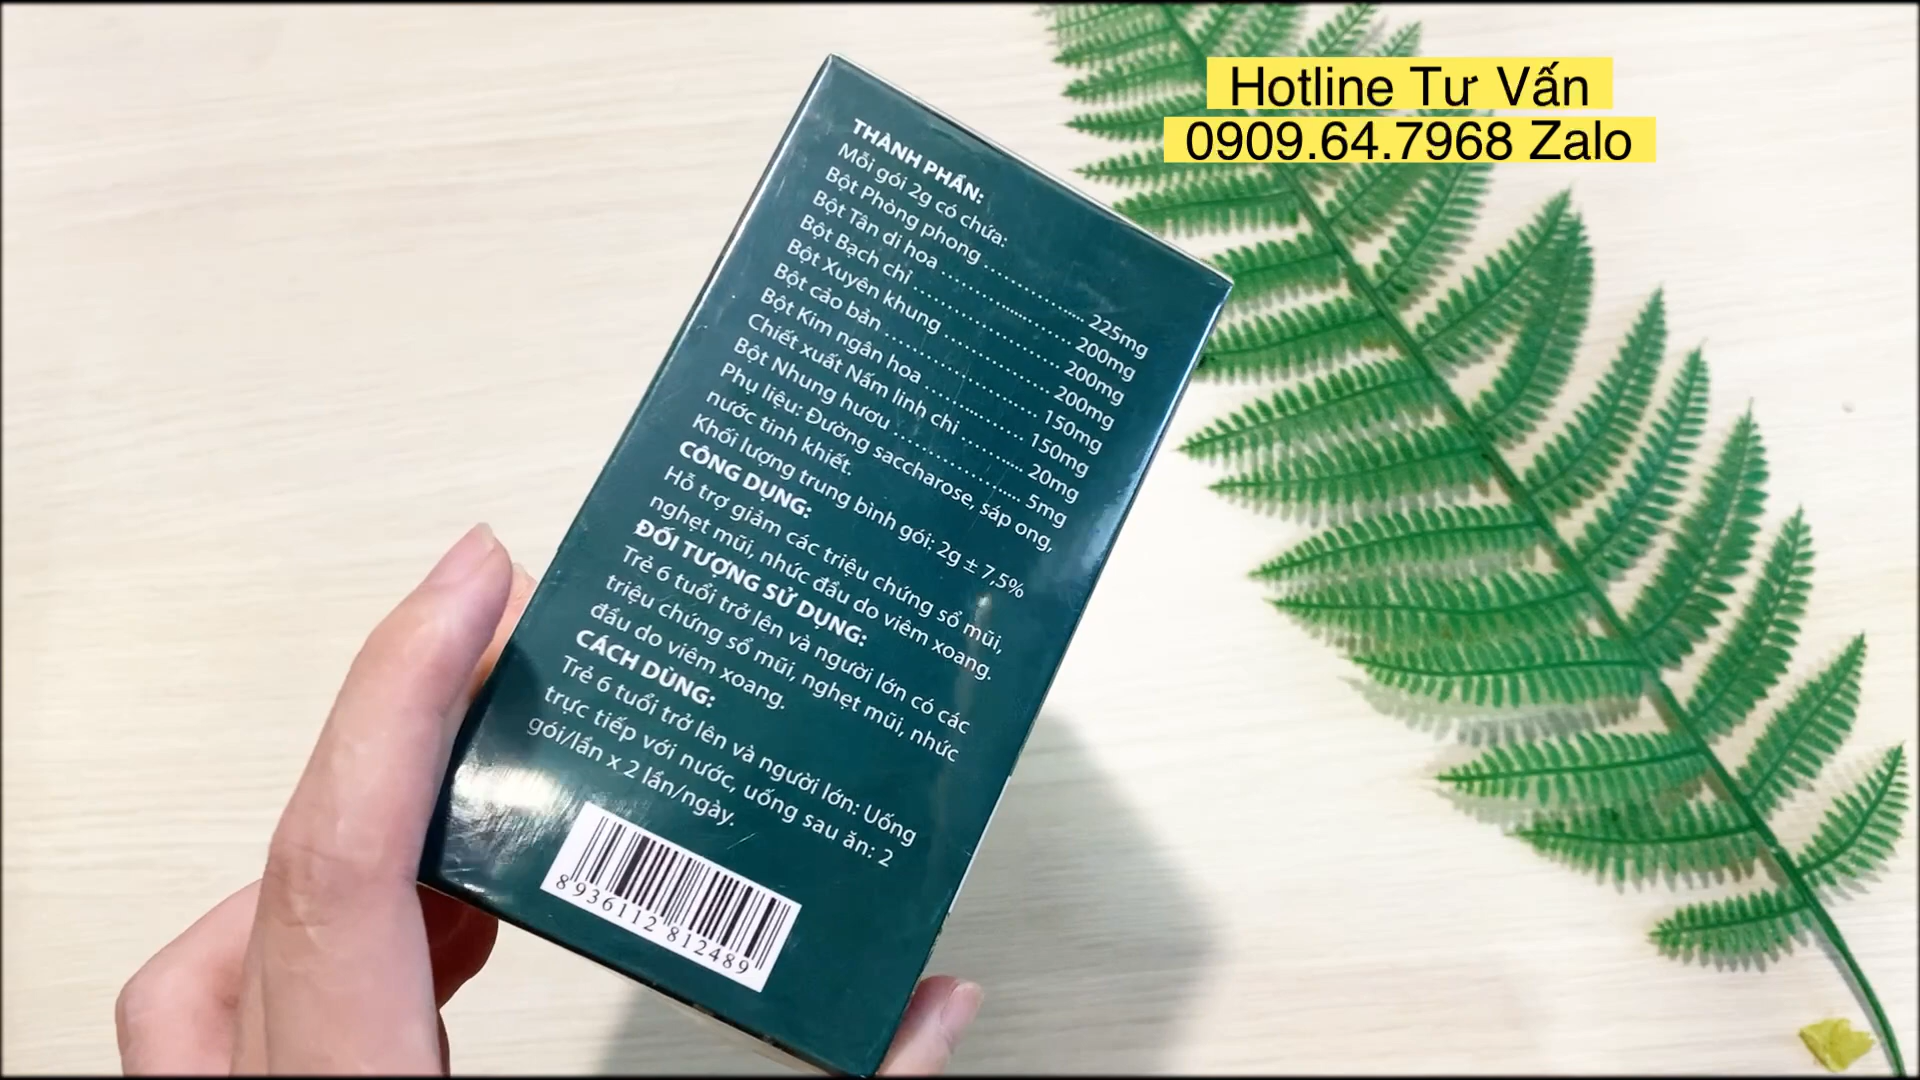 Hotline Tư Vấn
0909.64.7968 Zalo
THÀNH PHẦN:
Mỗi gói 2g có chứa:
Bột Phòng phong ........................ 225mg
Bột Tân di hoa ........................ 200mg
Bột Bạch chỉ ........................ 200mg
Bột Xuyên khung ........................ 200mg
Bột cảo bản ........................ 150mg
Bột Kim ngân hoa ........................ 150mg
Chiết xuất Nấm linh chi ........................ 20mg
Bột Nhung hươu ........................ 5mg
Phụ liệu: Đường saccharose, sáp ong,
nước tinh khiết.
Khối lượng trung bình gói: 2g ± 7,5%
CÔNG DỤNG:
Hỗ trợ giảm các triệu chứng sổ mũi,
nghẹt mũi, nhức đầu do viêm xoang.
ĐỐI TƯỢNG SỬ DỤNG:
Trẻ 6 tuổi trở lên và người lớn có các
triệu chứng sổ mũi, nghẹt mũi, nhức
đầu do viêm xoang.
CÁCH DÙNG:
Trẻ 6 tuổi trở lên và người lớn: Uống
trực tiếp với nước, uống sau ăn: 2
gói/lần x 2 lần/ngày.
8 936112 812489